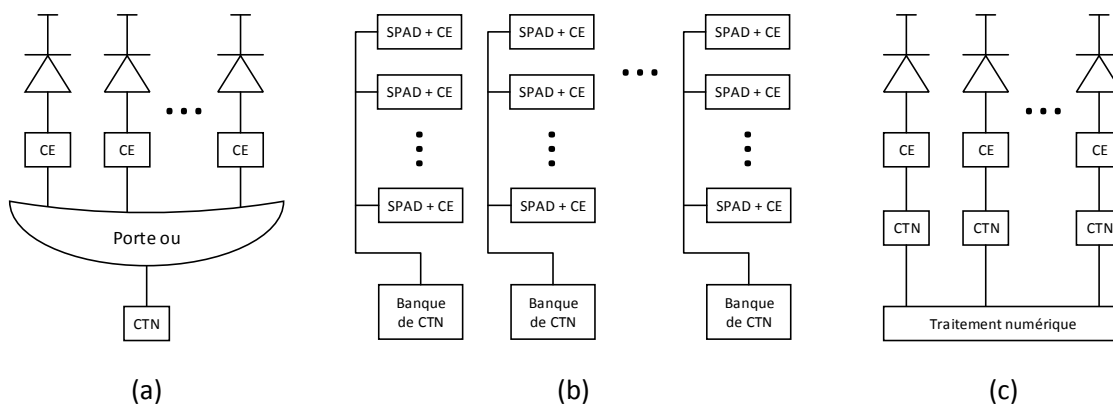 CE CE CE
Porte ou
CTN
(a)
SPAD + CE SPAD + CE SPAD + CE
SPAD + CE SPAD + CE SPAD + CE
SPAD + CE SPAD + CE SPAD + CE
Banque de CTN
Banque de CTN
Banque de CTN
(b)
CE CE CE
CTN CTN CTN
Traitement numérique
(c)